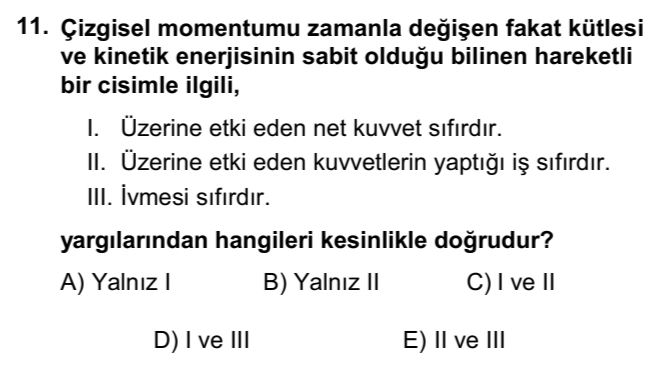 11. Çizgisel momentumu zamanla değişen fakat kütlesi
ve kinetik enerjisinin sabit olduğu bilinen hareketli
bir cisimle ilgili,
I. Üzerine etki eden net kuvvet sıfırdır.
II. Üzerine etki eden kuvvetlerin yaptığı iş sıfırdır.
III. İvmesi sıfırdır.
yargılarından hangileri kesinlikle doğrudur?
A) Yalnız I B) Yalnız II C) I ve II
D) I ve III E) II ve III